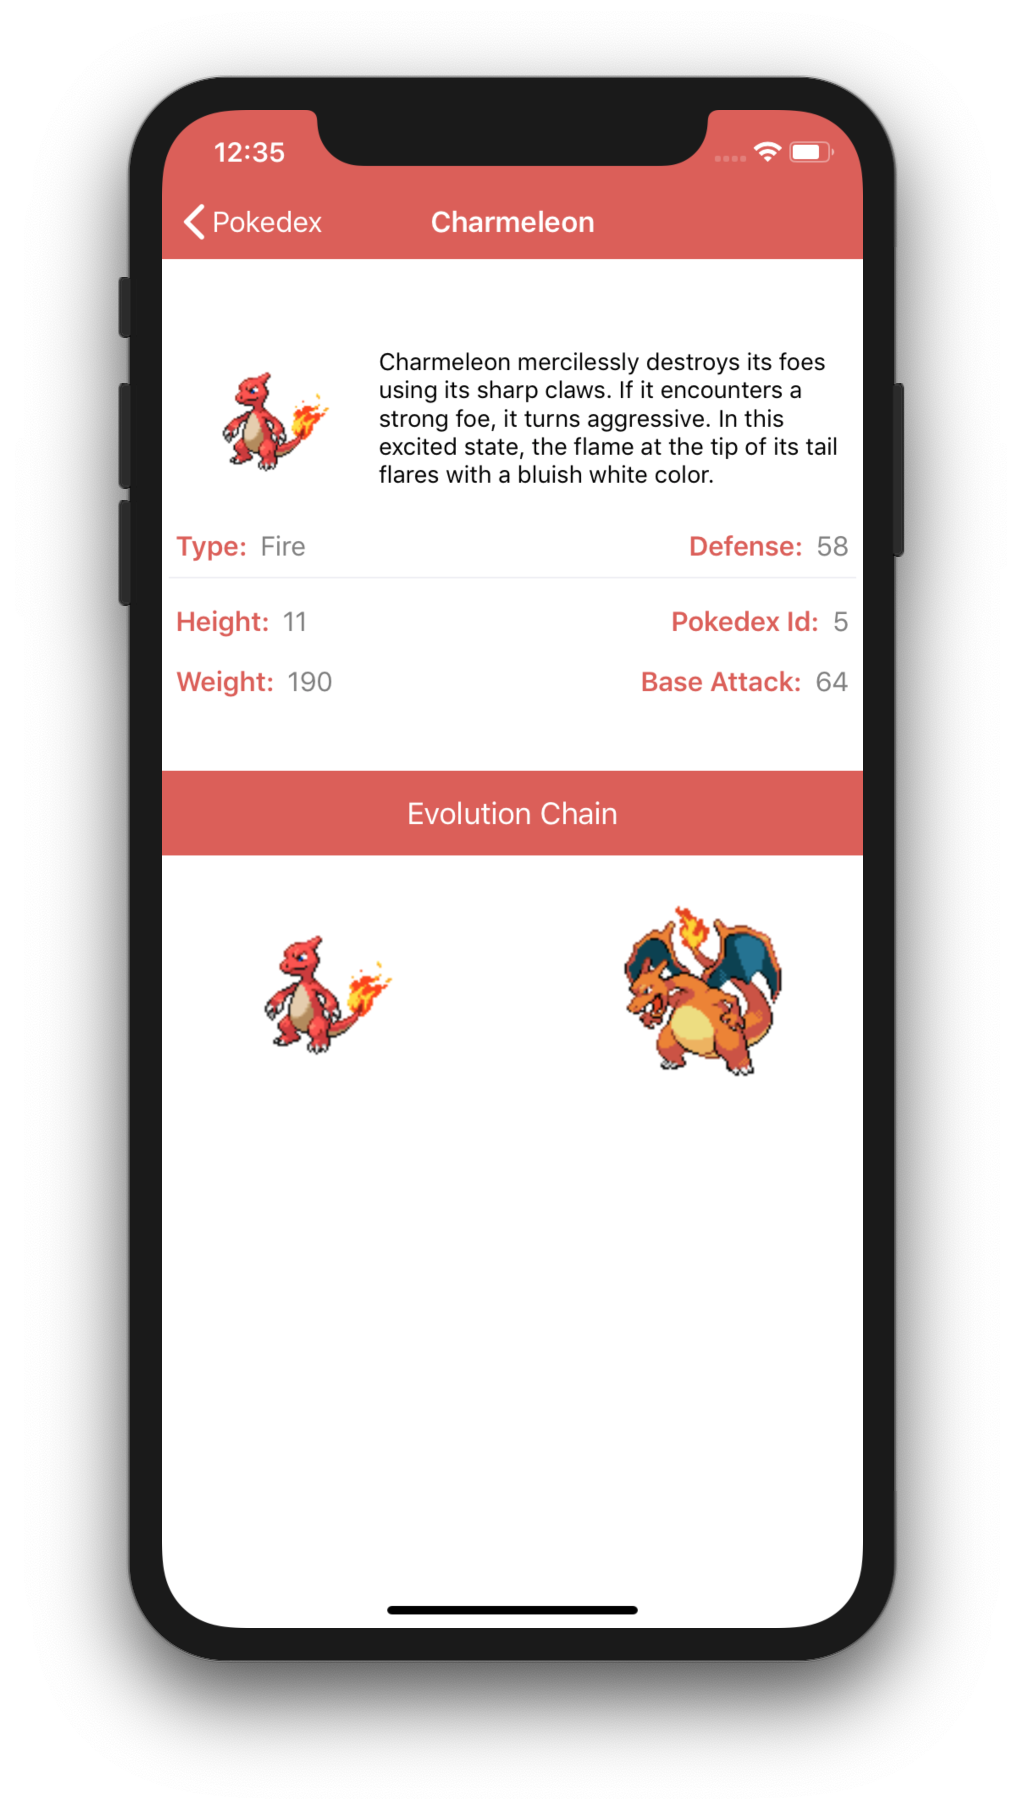 12:35
Pokedex
Charmeleon
Charmeleon mercilessly destroys its foes
using its sharp claws. If it encounters a
strong foe, it turns aggressive. In this
excited state, the flame at the tip of its tail
flares with a bluish white color.
Type: Fire
Defense: 58
Height: 11
Pokedex Id: 5
Weight: 190
Base Attack: 64
Evolution Chain